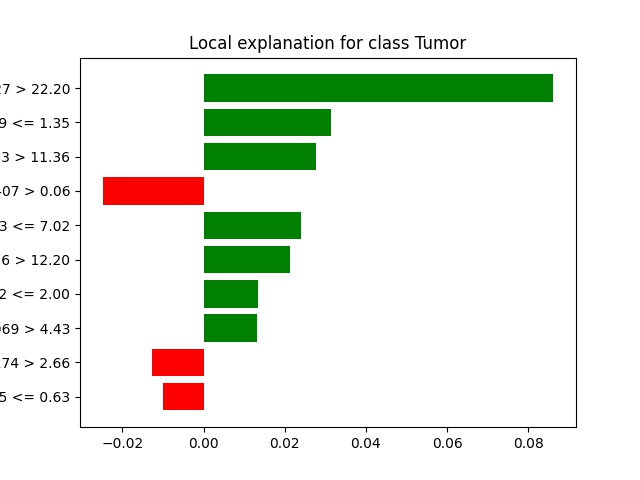 Local explanation for class Tumor
27 > 22.20
9 <= 1.35
3 > 11.36
07 > 0.06
3 <= 7.02
6 > 12.20
2 <= 2.00
069 > 4.43
174 > 2.66
5 <= 0.63
−0.02 0.00 0.02 0.04 0.06 0.08